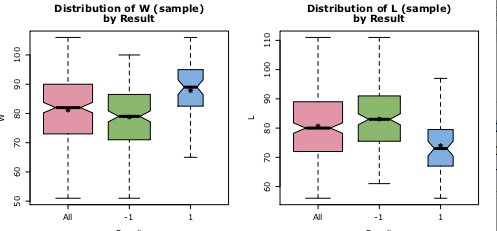 Distribution of W (sample)
by Result
W
50
60
70
80
90
100
All
-1
1
Distribution of L (sample)
by Result
L
60
70
80
90
100
110
All
-1
1